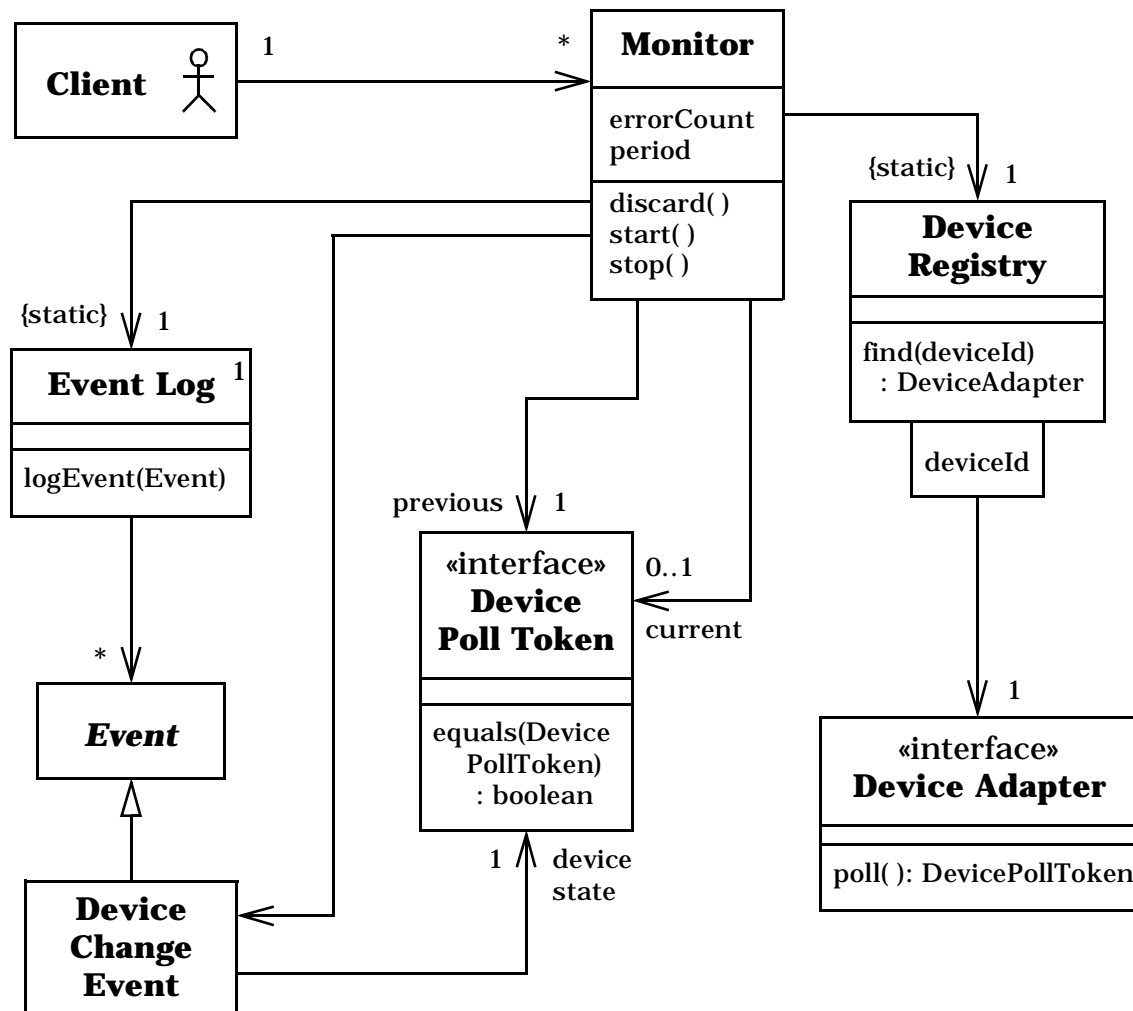 Client
1
*
Monitor
errorCount
period
discard( )
start( )
stop( )
{static}
1
Device
Registry
find(deviceId)
: DeviceAdapter
deviceId
{static}
1
Event Log
1
logEvent(Event)
previous
1
«interface»
Device
Poll Token
0..1
current
equals(Device
PollToken)
: boolean
*
Event
1
«interface»
Device Adapter
poll( ): DevicePollToken
1
device
state
Device
Change
Event